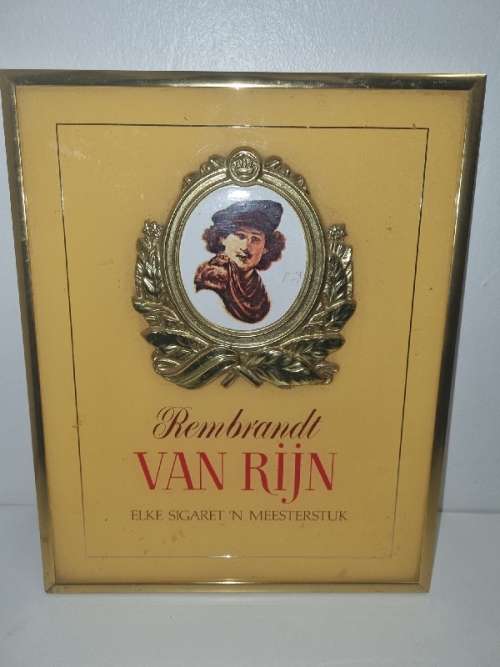 Rembrandt
VAN RIJN
ELKE SIGARET 'N MEESTERSTUK